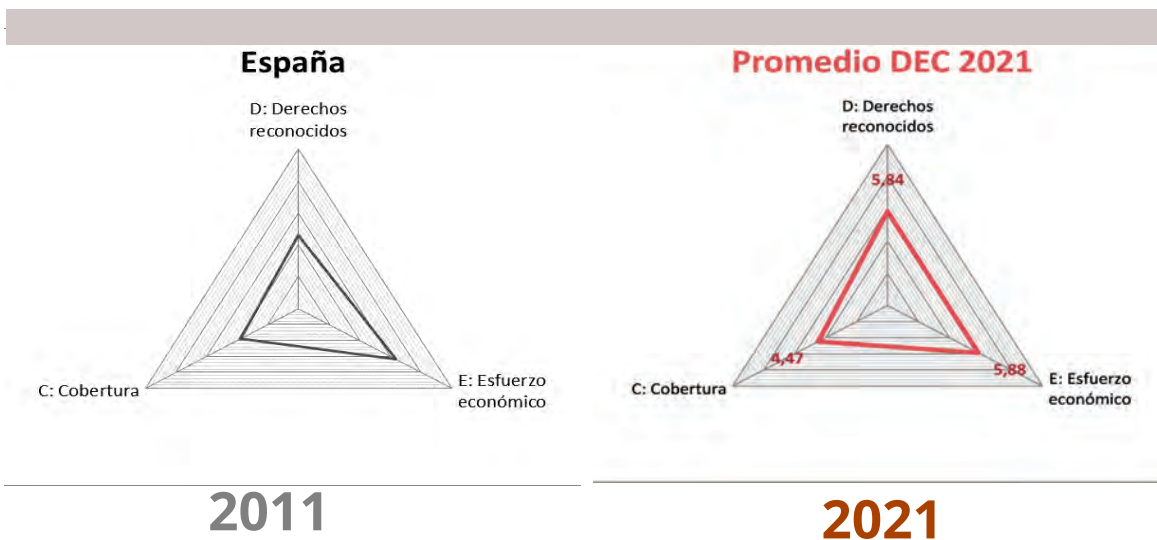 España
D: Derechos
reconocidos
C: Cobertura
E: Esfuerzo
económico
2011
Promedio DEC 2021
D: Derechos
reconocidos
5,84
4,47
5,88
C: Cobertura
E: Esfuerzo
económico
2021